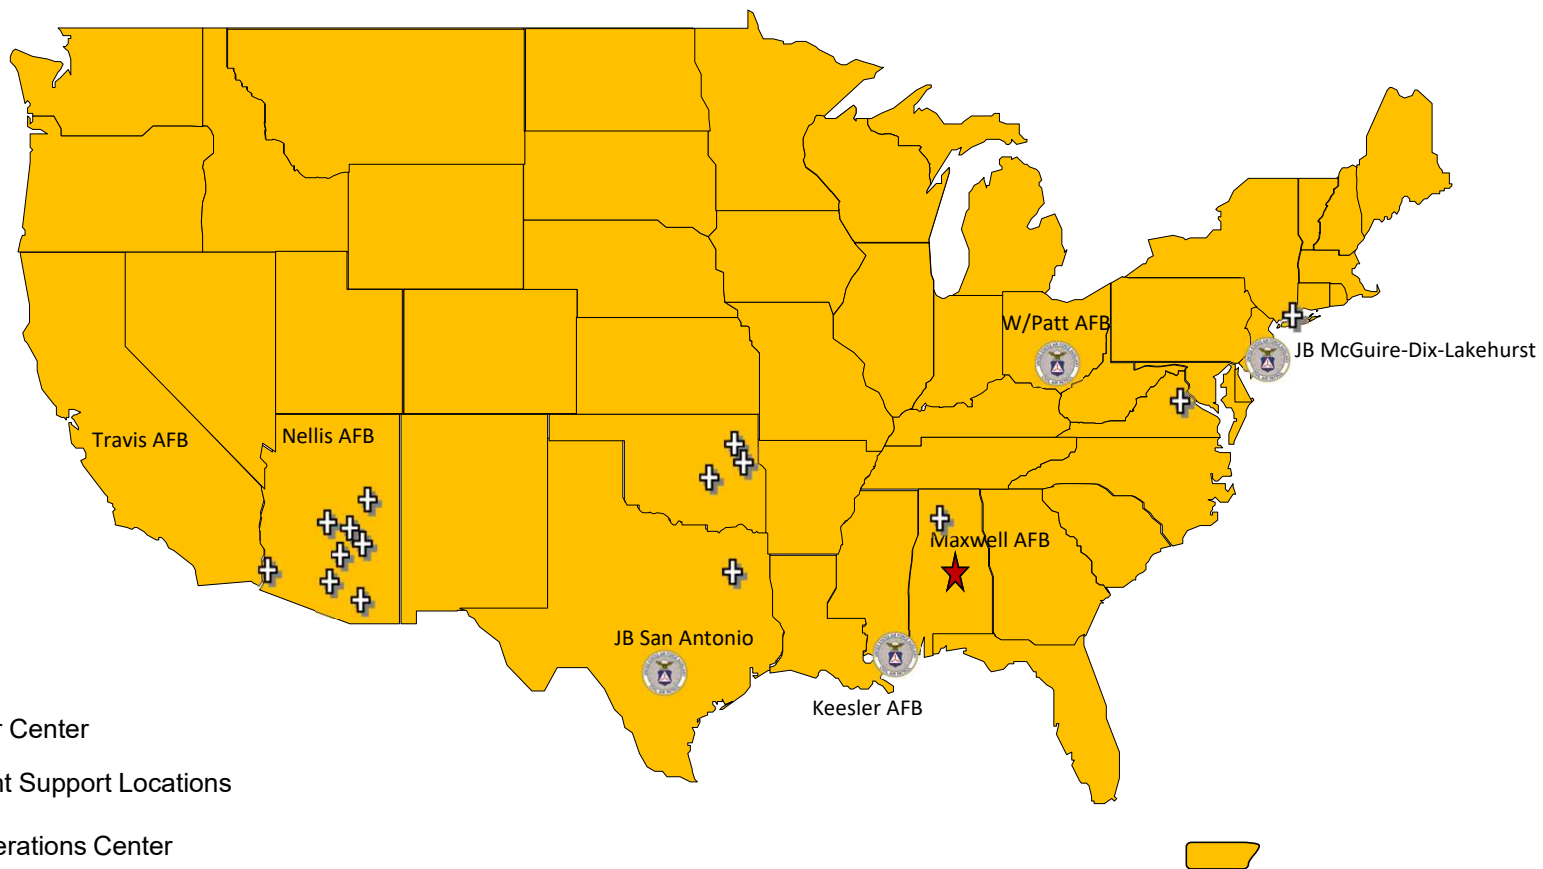 W/Patt AFB
JB McGuire-Dix-Lakehurst
Travis AFB
Nellis AFB
Maxwell AFB
JB San Antonio
Keesler AFB
r Center
nt Support Locations
erations Center